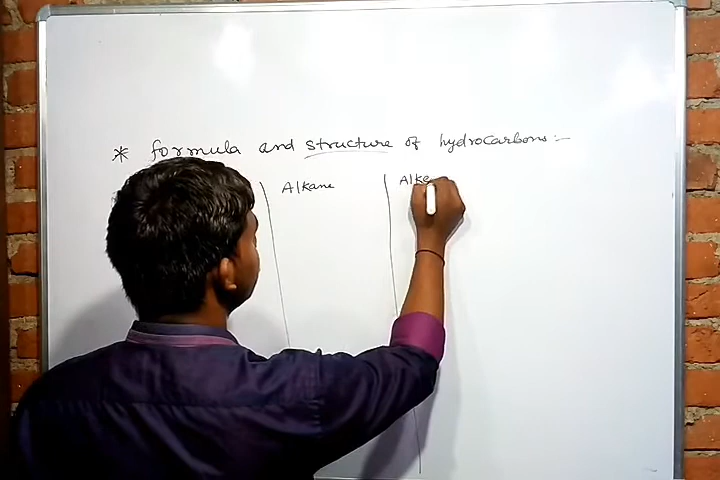 * formula and structure of hydrocarbons :-
Alkane Alke